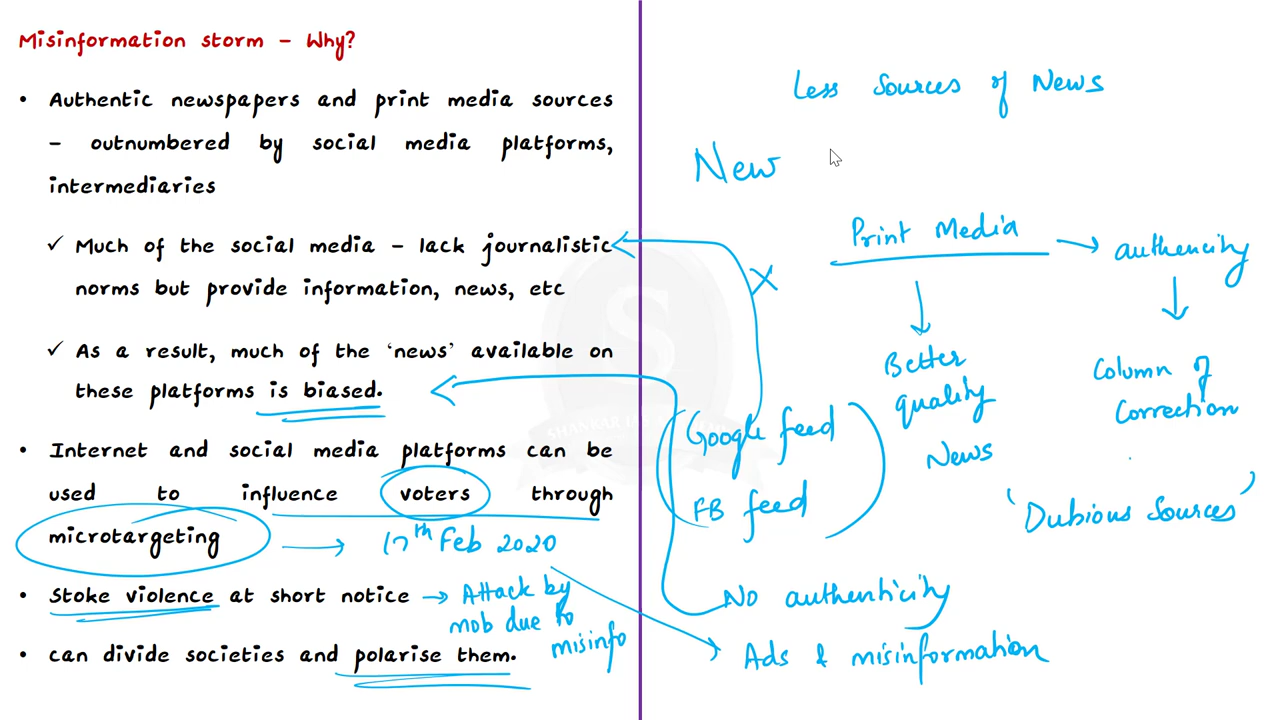 Misinformation storm – Why?
• Authentic newspapers and print media sources
– outnumbered by social media platforms,
intermediaries
✓ Much of the social media – lack journalistic
norms but provide information, news, etc
✓ As a result, much of the ‘news’ available on
these platforms is biased.
• Internet and social media platforms can be
used to influence voters through
microtargeting → 17th Feb 2020
• Stoke violence at short notice → Attack by
mob due to
misinfo
• can divide societies and polarise them.
Less Sources of News
New
Print Media → authencity
Better
quality
News
Column of
Correction
Google feed
FB feed
‘Dubious Sources’
No authenticity
Ads & misinformation